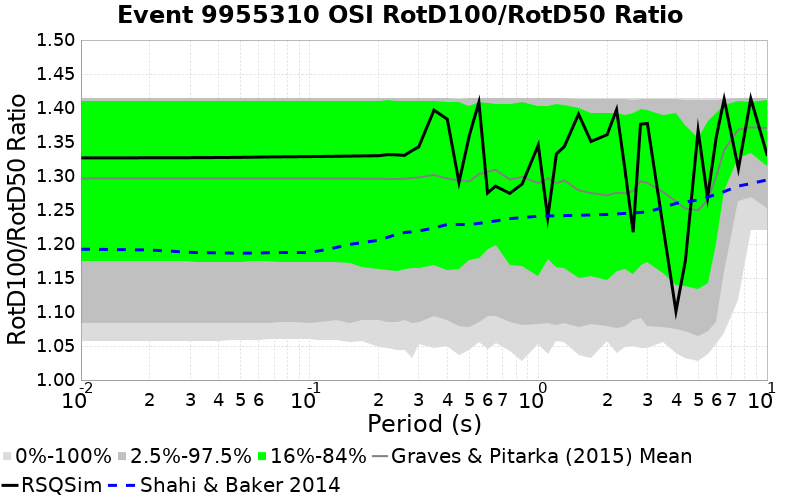 Event 9955310 OSI RotD100/RotD50 Ratio
RotD100/RotD50 Ratio
1.50
1.45
1.40
1.35
1.30
1.25
1.20
1.15
1.10
1.05
1.00
10-2 2 3 4 5 6 10-1 2 3 4 5 6 7 100 2 3 4 5 6 7 101
Period (s)
0%-100% 2.5%-97.5% 16%-84% Graves & Pitarka (2015) Mean
RSQSim Shahi & Baker 2014